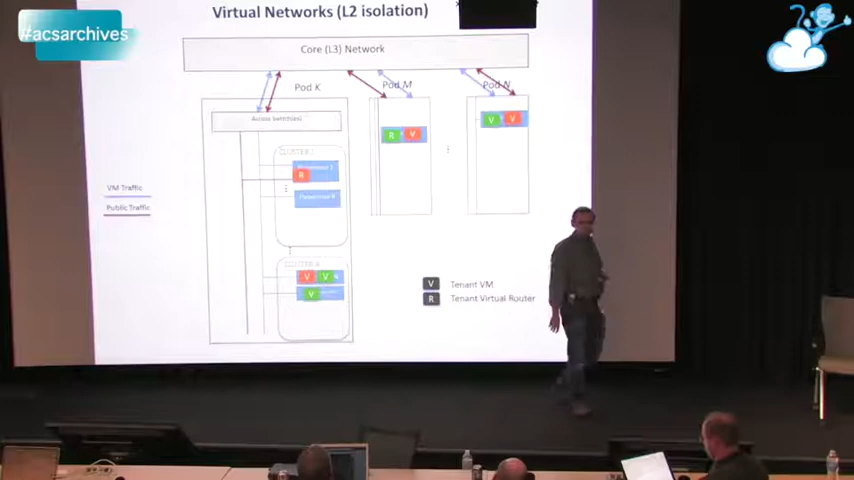 #acsarchives
Virtual Networks (L2 isolation)
Core (L3) Network
Pod K
Pod M
Pod N
Access Switch(es)
R V
V V
R
VM Traffic
Public Traffic
V V
V
V Tenant VM
R Tenant Virtual Router